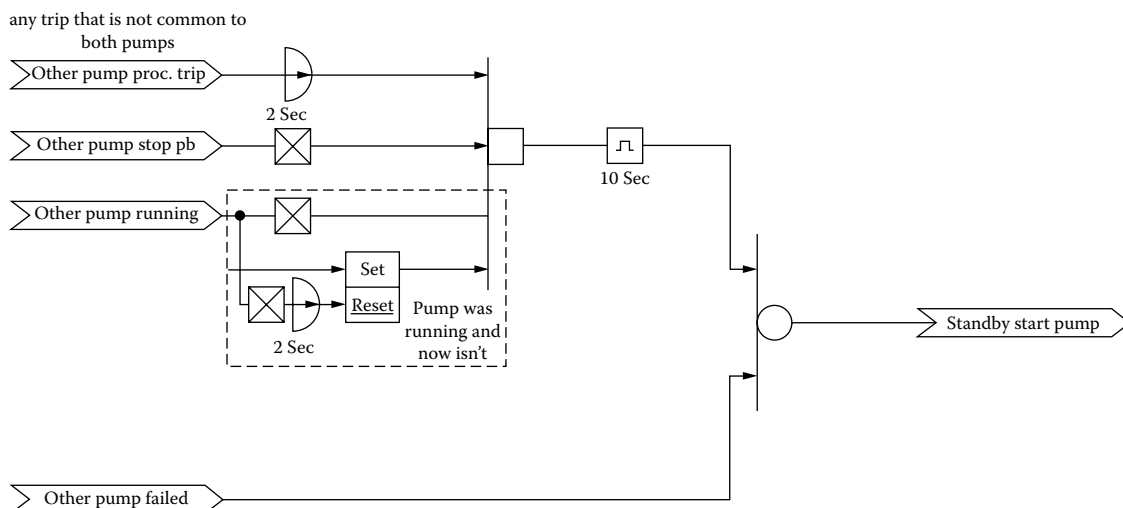 any trip that is not common to
both pumps
Other pump proc. trip
2 Sec
Other pump stop pb
10 Sec
Other pump running
Set
Reset
2 Sec
Pump was
running and
now isn't
Standby start pump
Other pump failed